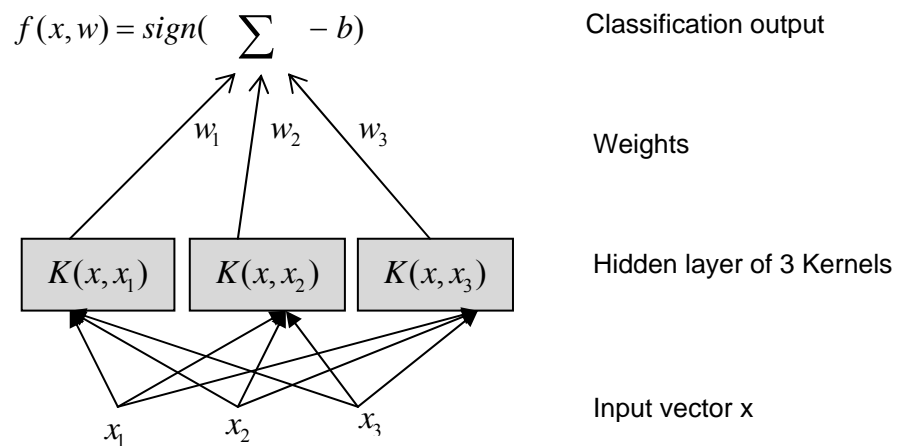 f(x, w) = sign( ∑ − b) Classification output
w₁ w₂ w₃ Weights
K(x, x₁) K(x, x₂) K(x, x₃) Hidden layer of 3 Kernels
x₁ x₂ x₃ Input vector x